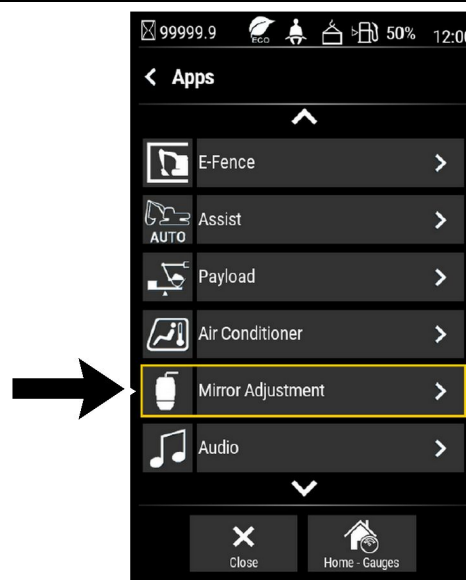 99999.9 ECO 50% 12:00
Apps
E-Fence
AUTO Assist
Payload
Air Conditioner
Mirror Adjustment
Audio
Close Home - Gauges